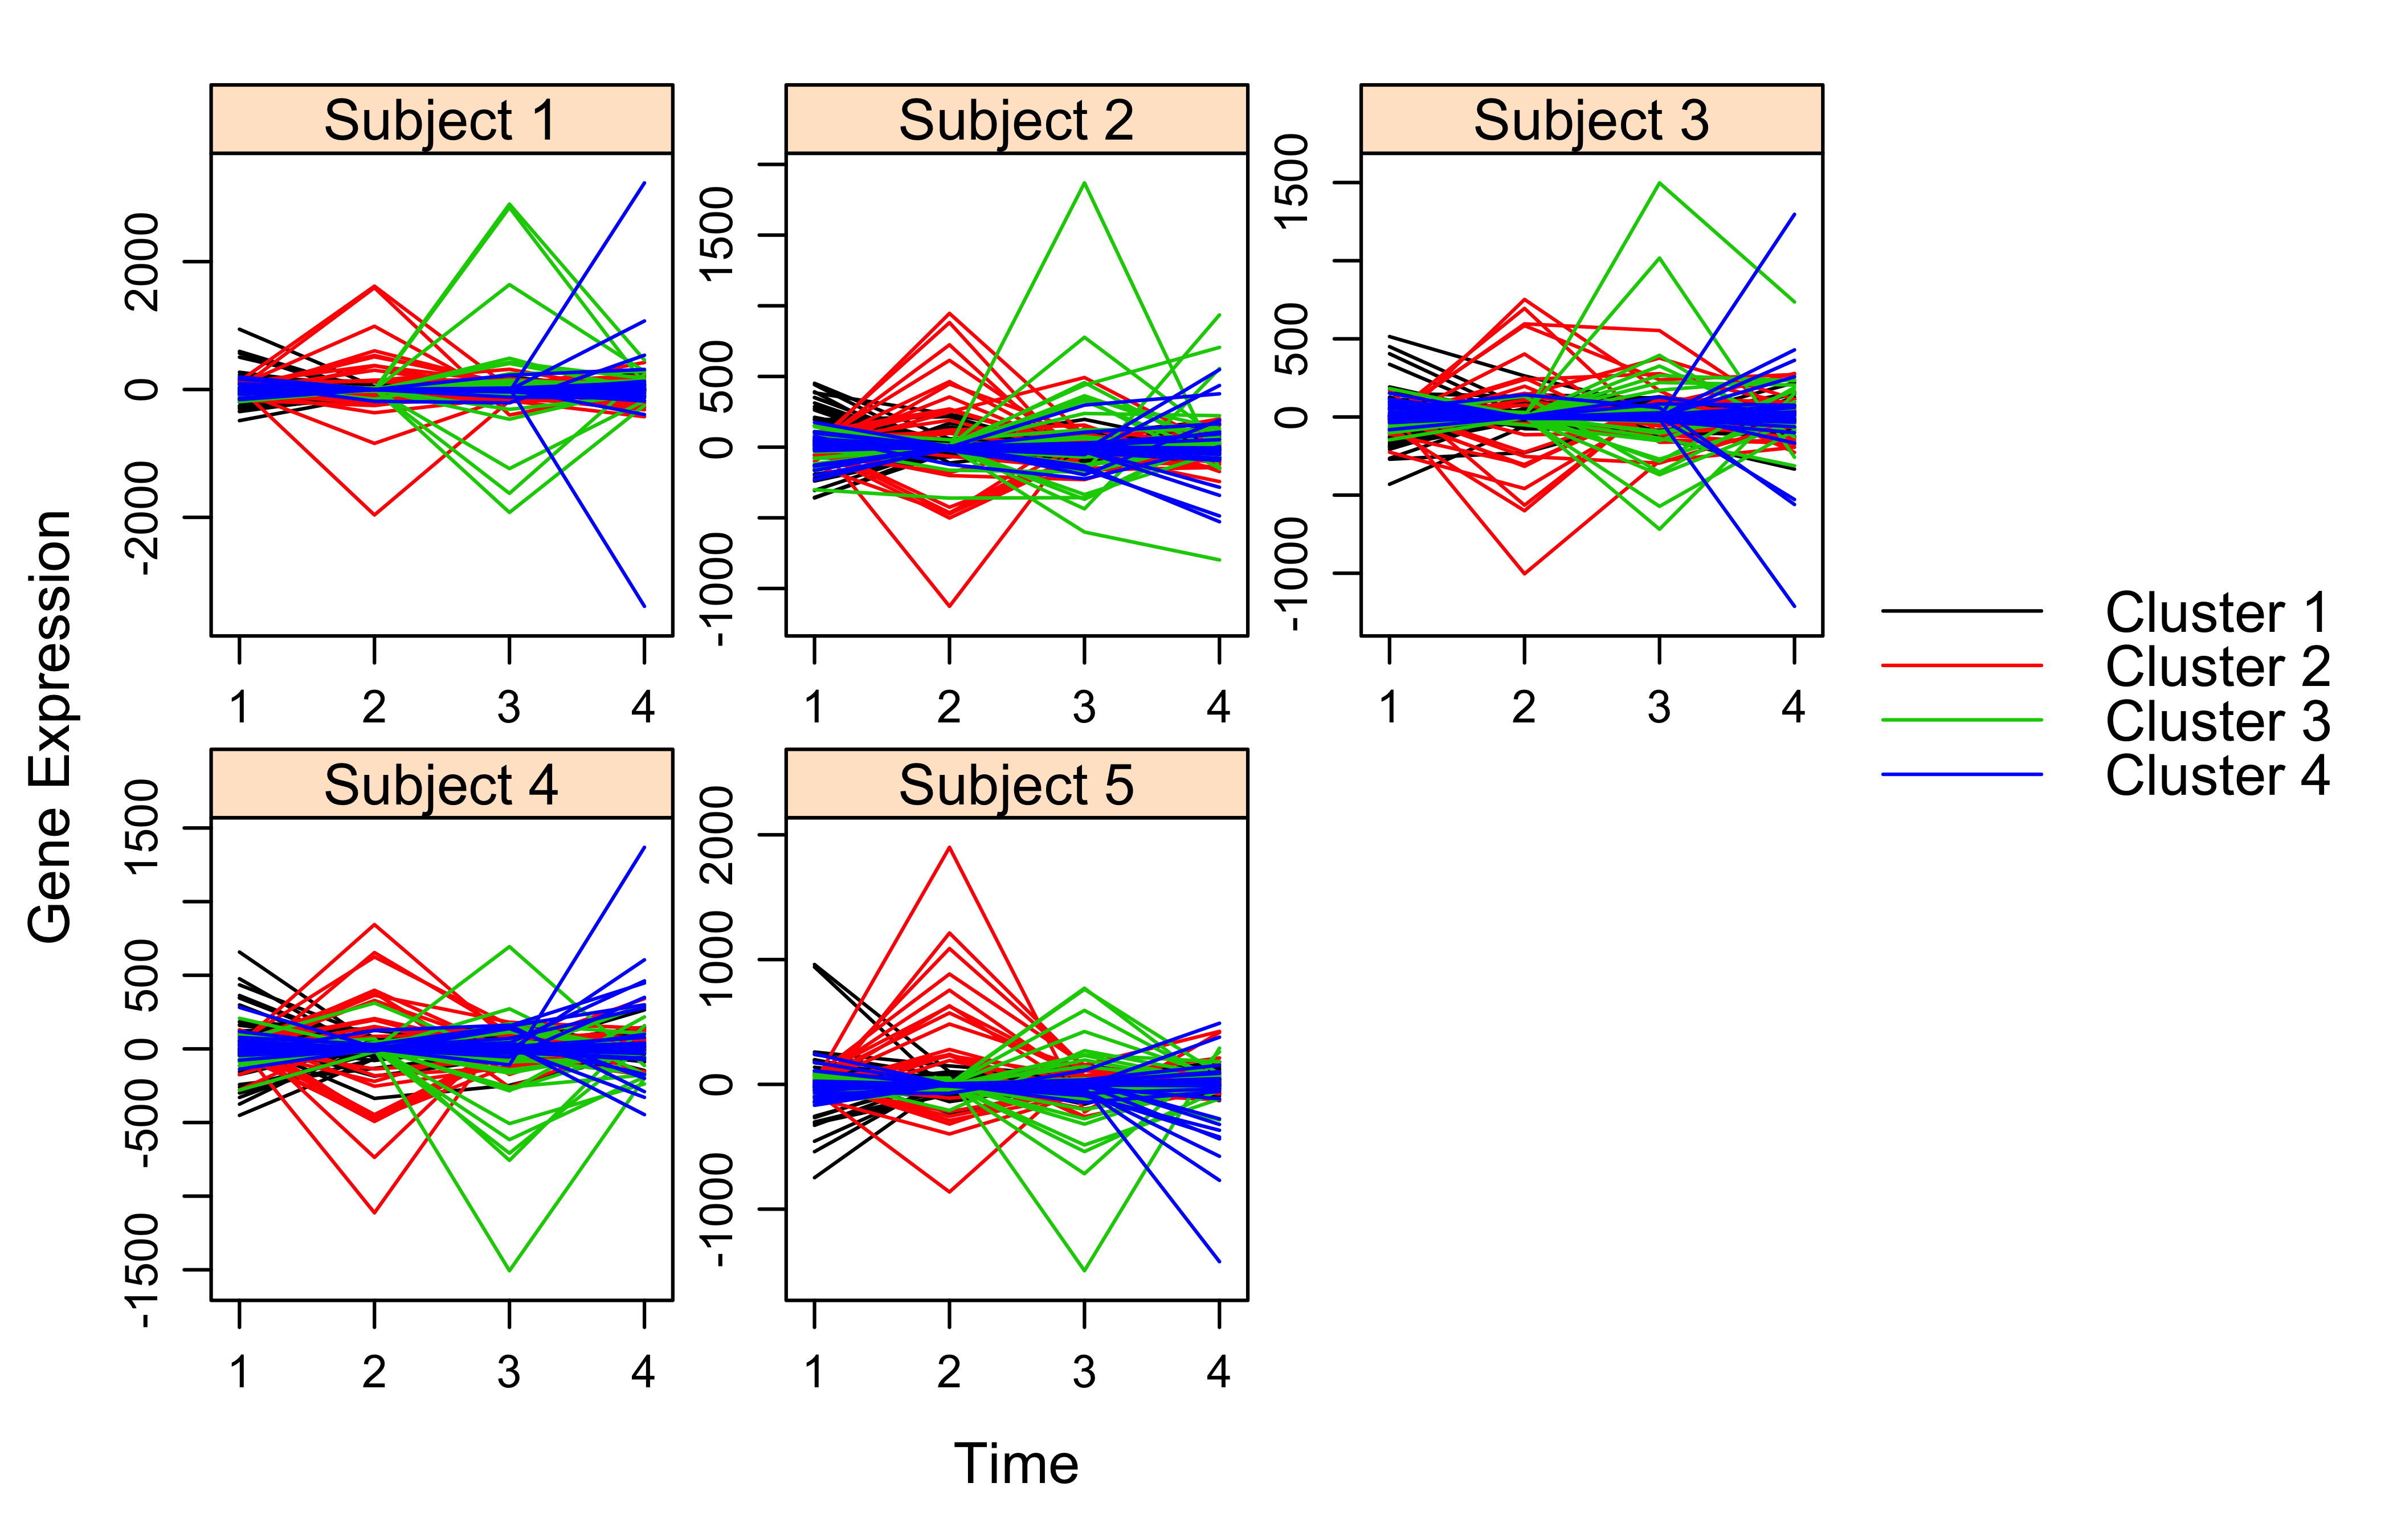 Gene Expression
Subject 1
2000
0
-2000
1 2 3 4
Subject 2
1500
500
0
-1000
1 2 3 4
Subject 3
1500
500
0
-1000
1 2 3 4
Subject 4
1500
500
0
-500
-1500
1 2 3 4
Subject 5
2000
1000
0
-1000
1 2 3 4
Time
Cluster 1
Cluster 2
Cluster 3
Cluster 4